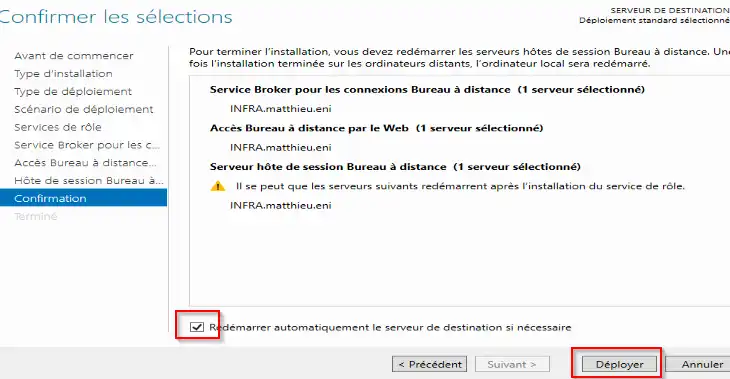 Confirmer les sélections
SERVEUR DE DESTINATION
Déploiement standard sélectionné
Avant de commencer
Type d'installation
Type de déploiement
Scénario de déploiement
Services de rôle
Service Broker pour les c...
Accès Bureau à distance...
Hôte de session Bureau à...
Confirmation
Terminé
Pour terminer l'installation, vous devez redémarrer les serveurs hôtes de session Bureau à distance. Une
fois l'installation terminée sur les ordinateurs distants, l'ordinateur local sera redémarré.
Service Broker pour les connexions Bureau à distance (1 serveur sélectionné)
INFRA.matthieu.eni
Accès Bureau à distance par le Web (1 serveur sélectionné)
INFRA.matthieu.eni
Serveur hôte de session Bureau à distance (1 serveur sélectionné)
Il se peut que les serveurs suivants redémarrent après l'installation du service de rôle.
INFRA.matthieu.eni
Redémarrer automatiquement le serveur de destination si nécessaire
< Précédent
Suivant >
Déployer
Annuler